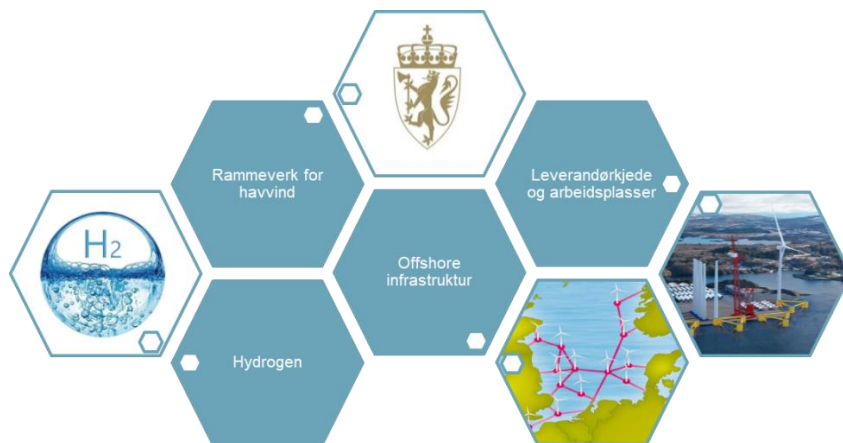 Rammeverk for
havvind
Leverandørkjede
og arbeidsplasser
H2
Offshore
infrastruktur
Hydrogen